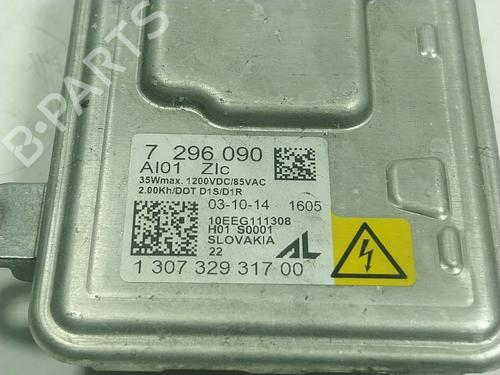 B-PARTS
7 296 090
AI01 ZIc
35Wmax. 1200VDC/85VAC
2.00Kh/DOT D1S/D1R
03-10-14 1605
10EEG111308
H01 S0001
SLOVAKIA
22
AL
1 307 329 317 00